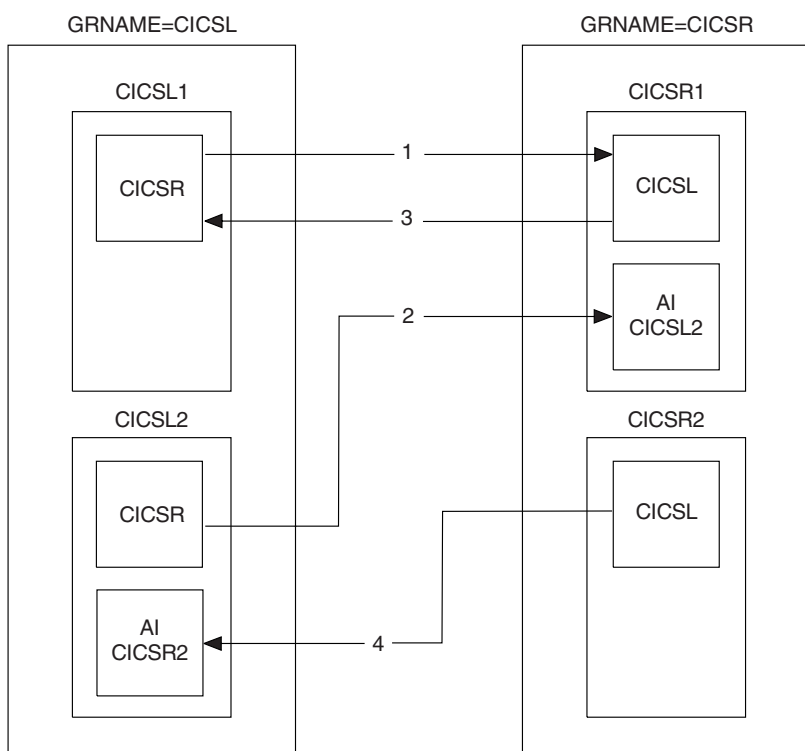 GRNAME=CICSL
GRNAME=CICSR
CICSL1
CICSR1
CICSR
1
CICSL
3
2
AI
CICSL2
CICSL2
CICSR2
CICSR
CICSL
AI
CICSR2
4